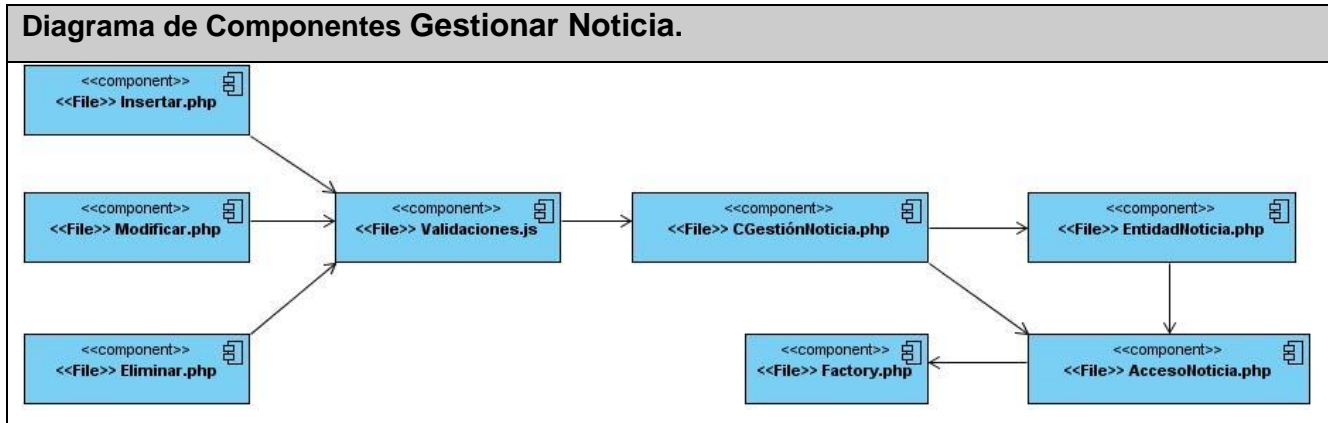 Diagrama de Componentes Gestionar Noticia.
<<component>>
<<File>> Insertar.php
<<component>>
<<File>> Modificar.php
<<component>>
<<File>> Validaciones.js
<<component>>
<<File>> CGestiónNoticia.php
<<component>>
<<File>> EntidadNoticia.php
<<component>>
<<File>> Eliminar.php
<<component>>
<<File>> Factory.php
<<component>>
<<File>> AccesoNoticia.php